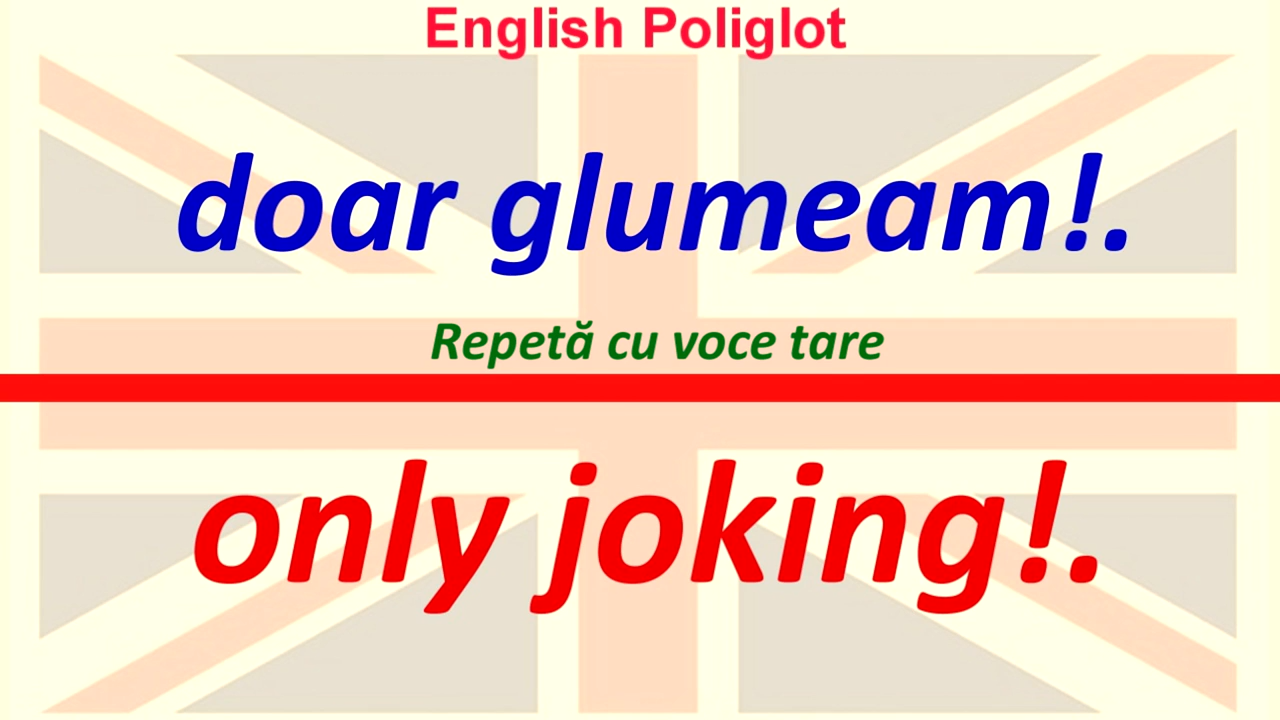 English Poliglot
doar glumeam!.
Repetă cu voce tare
only joking!.